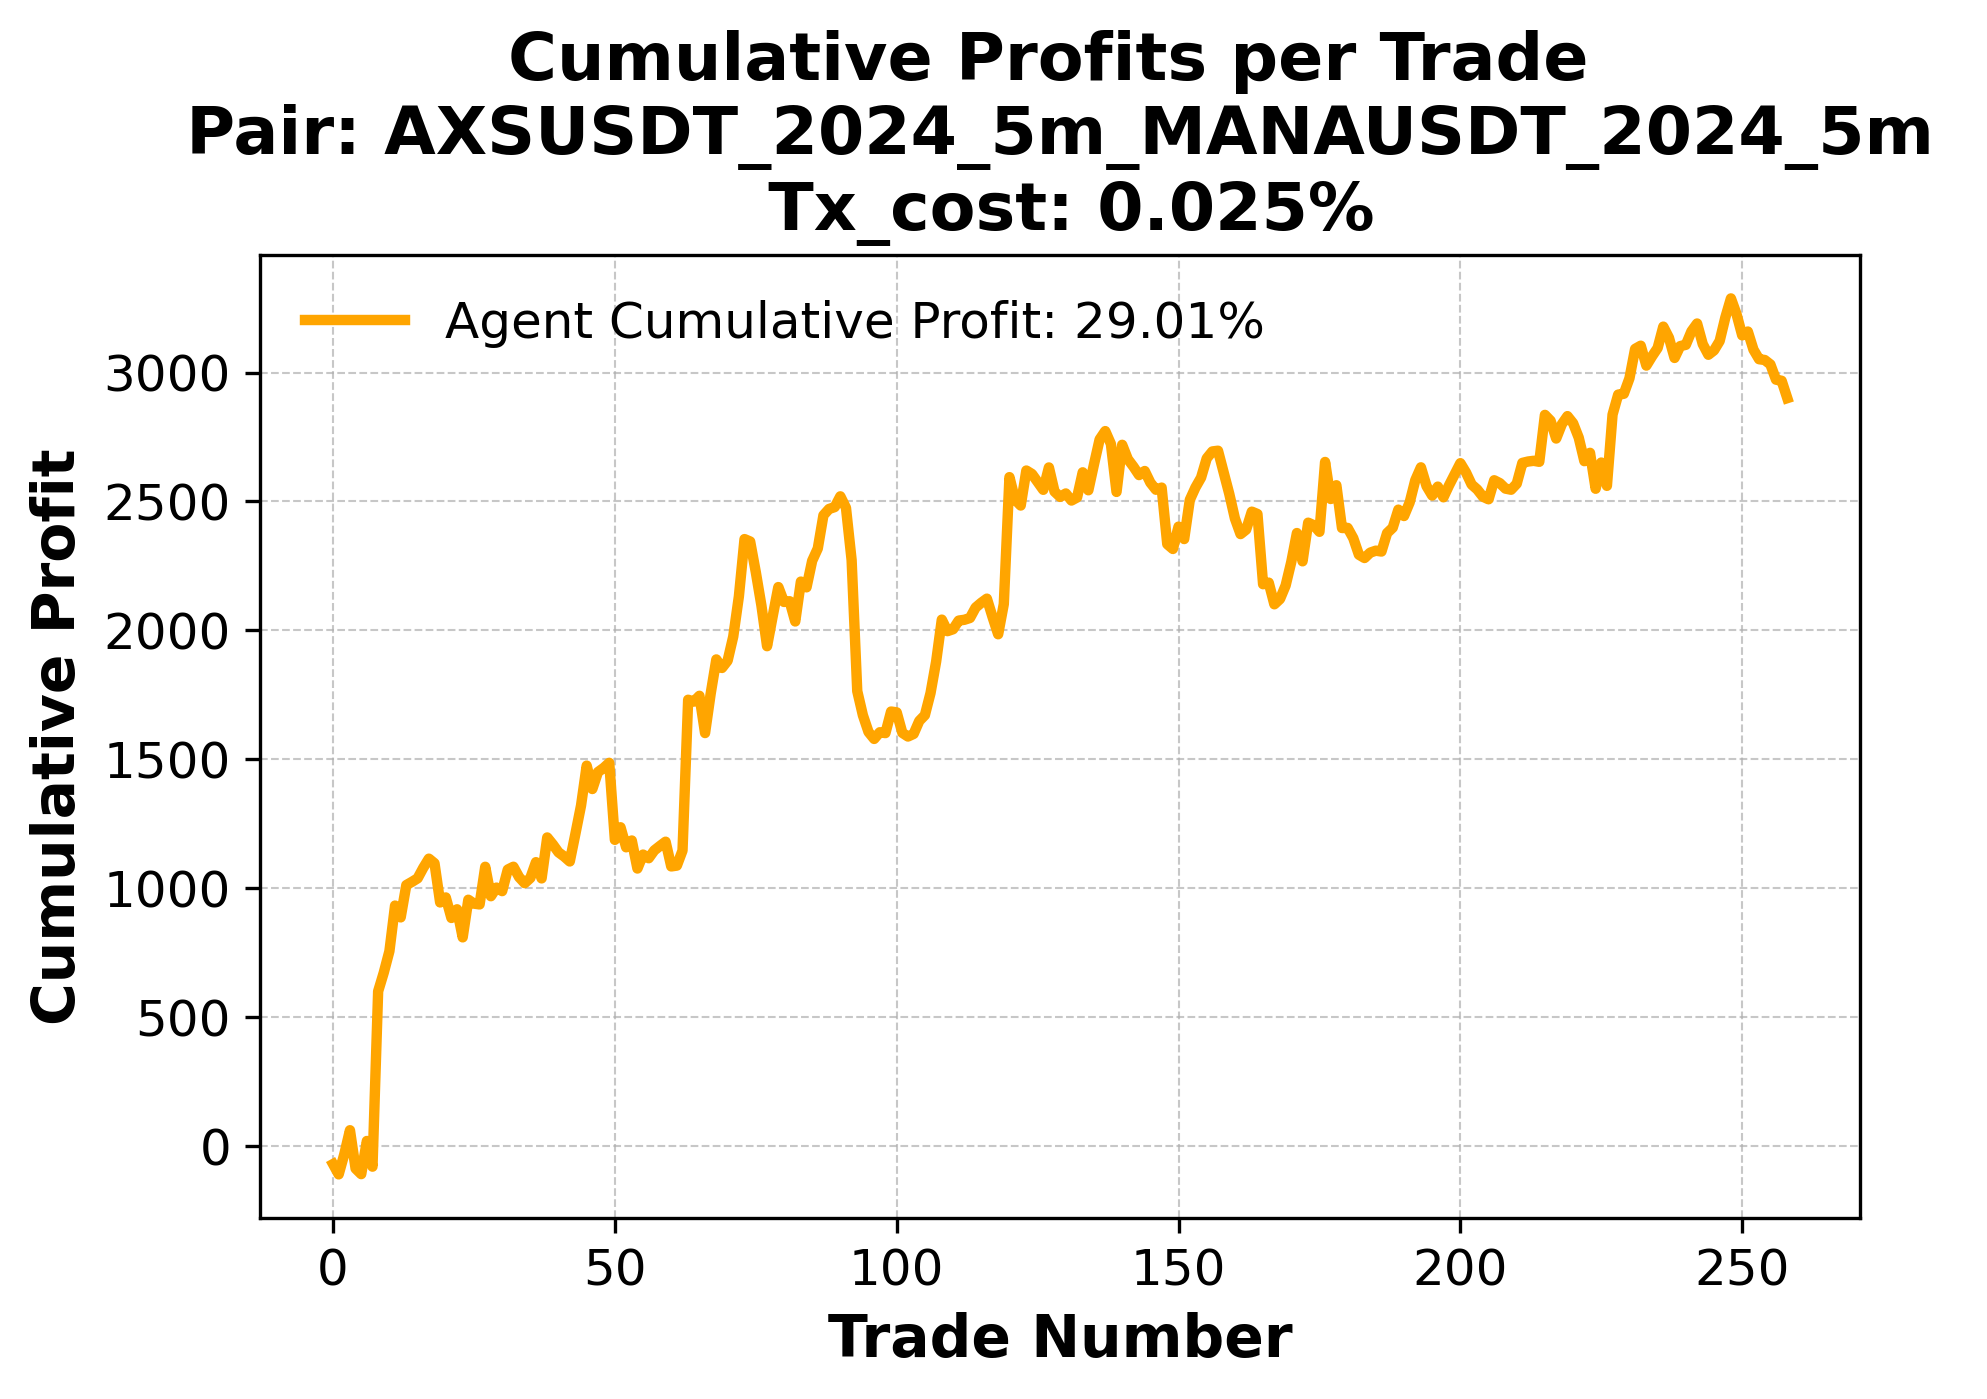 Cumulative Profits per Trade
Pair: AXSUSDT_2024_5m_MANAUSDT_2024_5m
Tx_cost: 0.025%
Agent Cumulative Profit: 29.01%
Cumulative Profit
3000
2500
2000
1500
1000
500
0
0 50 100 150 200 250
Trade Number